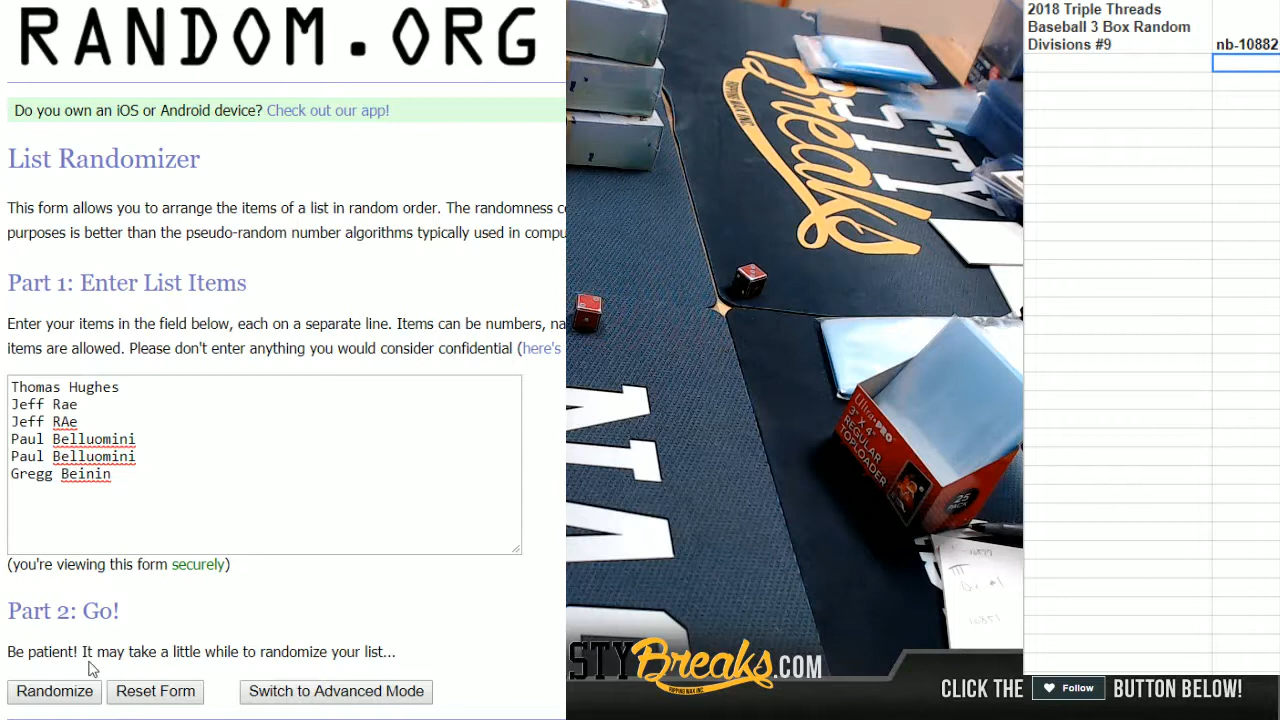 RANDOM.ORG
Do you own an iOS or Android device? Check out our app!
List Randomizer
This form allows you to arrange the items of a list in random order. The randomness
purposes is better than the pseudo-random number algorithms typically used in
Part 1: Enter List Items
Enter your items in the field below, each on a separate line. Items can be numbers,
items are allowed. Please don't enter anything you would consider confidential (here's
Thomas Hughes
Jeff Rae
Jeff RAe
Paul Belluomini
Paul Belluomini
Gregg Beinin
(you're viewing this form securely)
Part 2: Go!
Be patient! It may take a little while to randomize your list...
Randomize
Reset Form
Switch to Advanced Mode
Breaks
RIPPING WAX INC.
Ultra·PRO
3" X 4"
REGULAR
TOPLOADER
25
PACK
STYBreaks.COM
RIPPING WAX INC.
CLICK THE Follow BUTTON BELOW!
2018 Triple Threads
Baseball 3 Box Random
Divisions #9
nb-10882